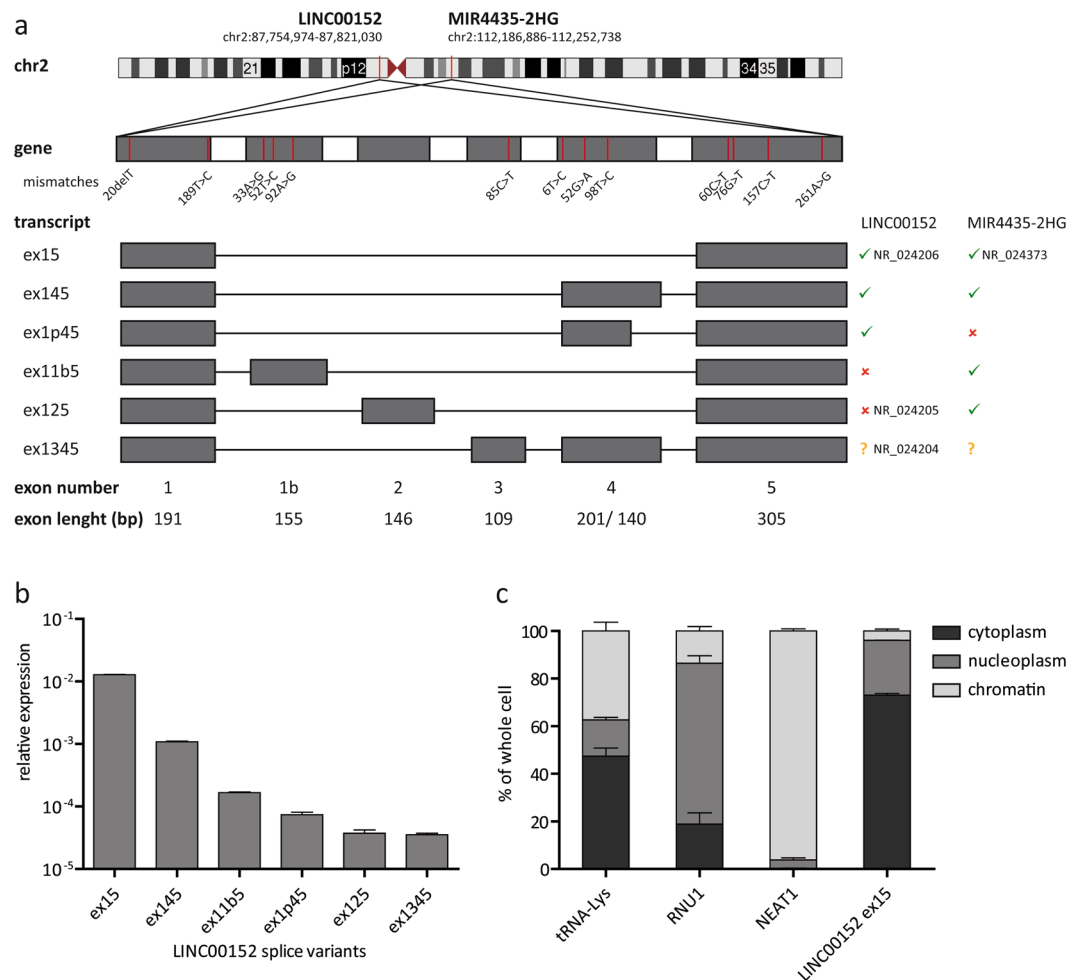 a
LINC00152 MIR4435-2HG
chr2:87,754,974-87,821,030 chr2:112,186,886-112,252,738
chr2 21 p12 34 35
gene
mismatches 20delT 189T>C 33A>G 52T>C 92A>G 85C>T 6T>C 52G>A 98T>C 60C>T 76G>T 157C>T 261A>G
transcript LINC00152 MIR4435-2HG
ex15 ✓ NR_024206 ✓ NR_024373
ex145 ✓ ✓
ex1p45 ✓ ✘
ex11b5 ✘ ✓
ex125 ✘ NR_024205 ✓
ex1345 ? NR_024204 ?
exon number 1 1b 2 3 4 5
exon lenght (bp) 191 155 146 109 201/ 140 305
b
relative expression
10-1
10-2
10-3
10-4
10-5
ex15 ex145 ex11b5 ex1p45 ex125 ex1345
LINC00152 splice variants
c
% of whole cell
100
80
60
40
20
0
tRNA-Lys RNU1 NEAT1 LINC00152 ex15
cytoplasm
nucleoplasm
chromatin